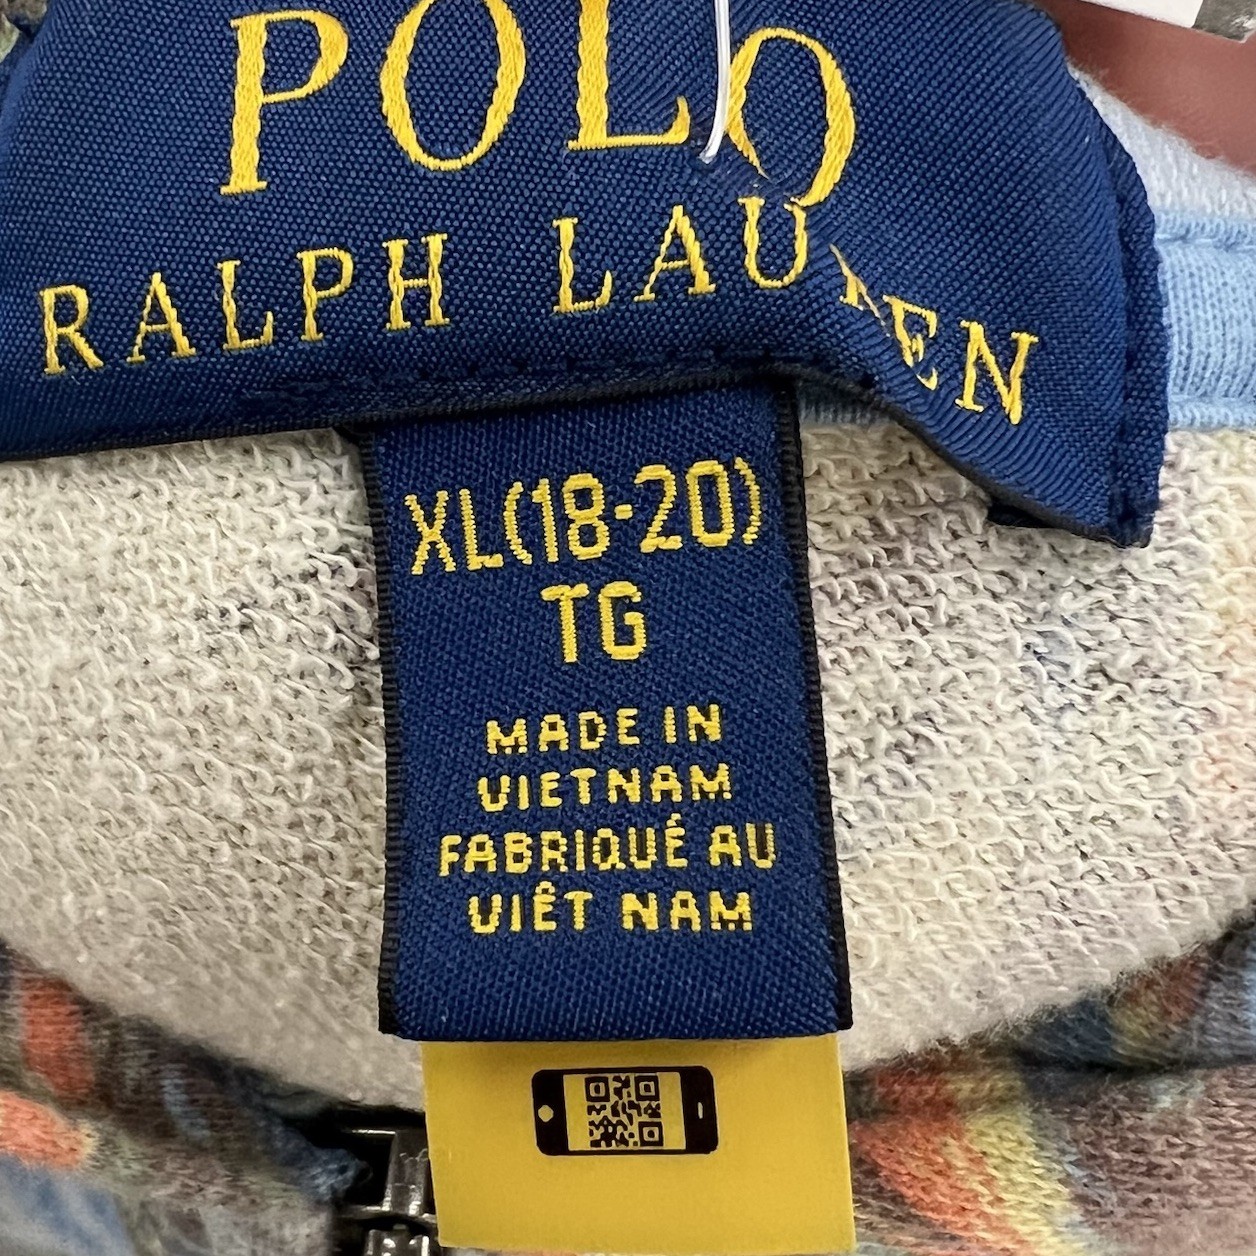 POLO
RALPH LAUREN
XL(18-20)
TG
MADE IN
VIETNAM
FABRIQUÉ AU
VIÊT NAM